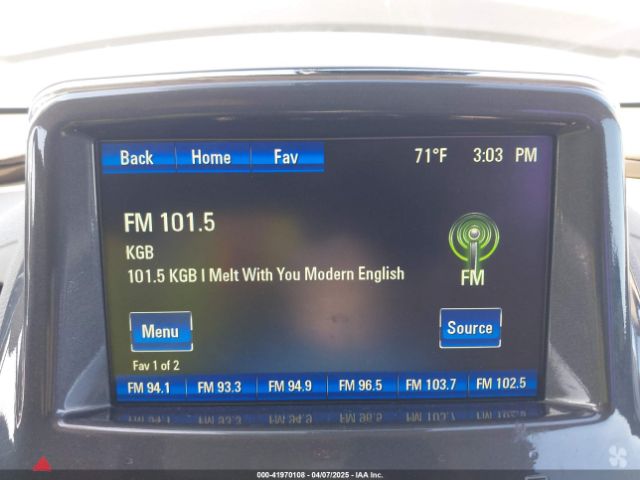 Back Home Fav 71°F 3:03 PM
FM 101.5
KGB
101.5 KGB I Melt With You Modern English
FM
Menu Source
Fav 1 of 2
FM 94.1 FM 93.3 FM 94.9 FM 96.5 FM 103.7 FM 102.5
000-41970108 - 04/07/2025 - IAA Inc.